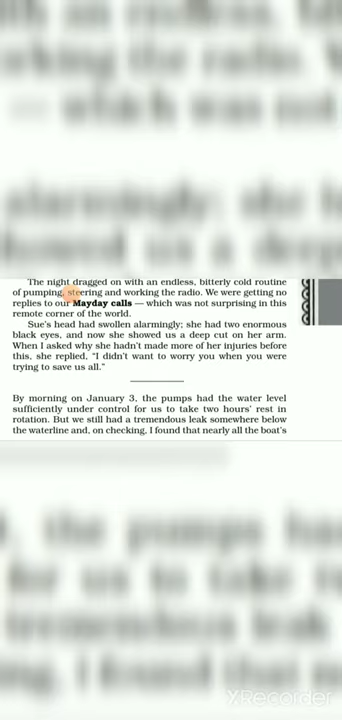 The night dragged on with an endless, bitterly cold routine
of pumping, steering and working the radio. We were getting no
replies to our Mayday calls — which was not surprising in this
remote corner of the world.
Sue's head had swollen alarmingly; she had two enormous
black eyes, and now she showed us a deep cut on her arm.
When I asked why she hadn't made more of her injuries before
this, she replied, "I didn't want to worry you when you were
trying to save us all."
By morning on January 3, the pumps had the water level
sufficiently under control for us to take two hours' rest in
rotation. But we still had a tremendous leak somewhere below
the waterline and, on checking, I found that nearly all the boat's
XRecorder